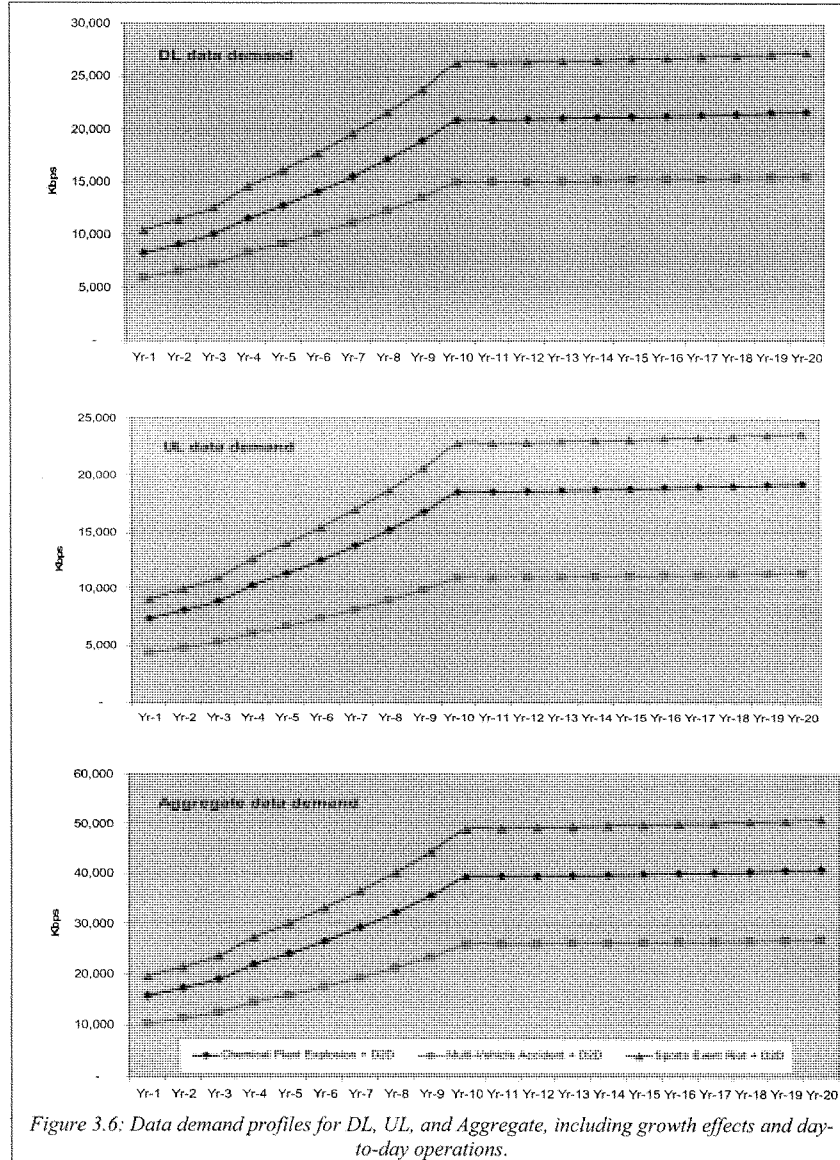 30,000
DL data demand
25,000
20,000
15,000
Kbps
10,000
5,000
-
Yr-1 Yr-2 Yr-3 Yr-4 Yr-5 Yr-6 Yr-7 Yr-8 Yr-9 Yr-10 Yr-11 Yr-12 Yr-13 Yr-14 Yr-15 Yr-16 Yr-17 Yr-18 Yr-19 Yr-20
25,000
UL data demand
20,000
15,000
Kbps
10,000
5,000
-
Yr-1 Yr-2 Yr-3 Yr-4 Yr-5 Yr-6 Yr-7 Yr-8 Yr-9 Yr-10 Yr-11 Yr-12 Yr-13 Yr-14 Yr-15 Yr-16 Yr-17 Yr-18 Yr-19 Yr-20
60,000
Aggregate data demand
50,000
40,000
Kbps
30,000
20,000
10,000
Chemical Plant Explosion + D2D Multi-Vehicle Accident + D2D Sports Event Riot + D2D
-
Yr-1 Yr-2 Yr-3 Yr-4 Yr-5 Yr-6 Yr-7 Yr-8 Yr-9 Yr-10 Yr-11 Yr-12 Yr-13 Yr-14 Yr-15 Yr-16 Yr-17 Yr-18 Yr-19 Yr-20
Figure 3.6: Data demand profiles for DL, UL, and Aggregate, including growth effects and day-
to-day operations.